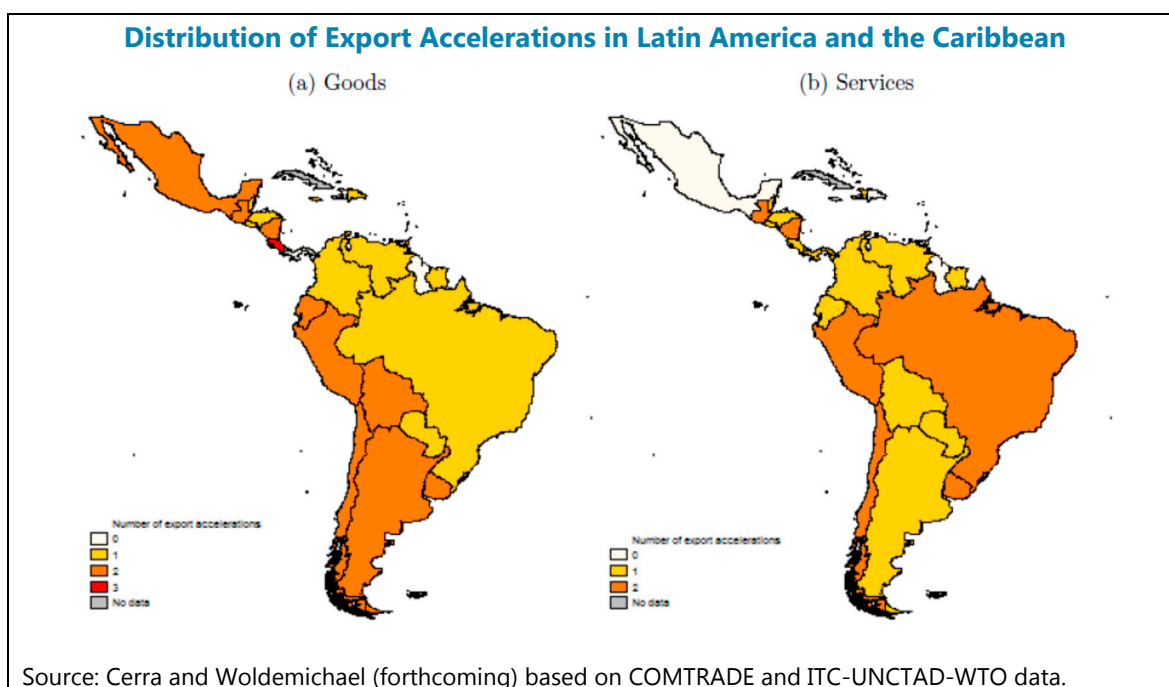 Distribution of Export Accelerations in Latin America and the Caribbean
(a) Goods
(b) Services
Number of export accelerations
0
1
2
3
No data
Number of export accelerations
0
1
2
No data
Source: Cerra and Woldemichael (forthcoming) based on COMTRADE and ITC-UNCTAD-WTO data.